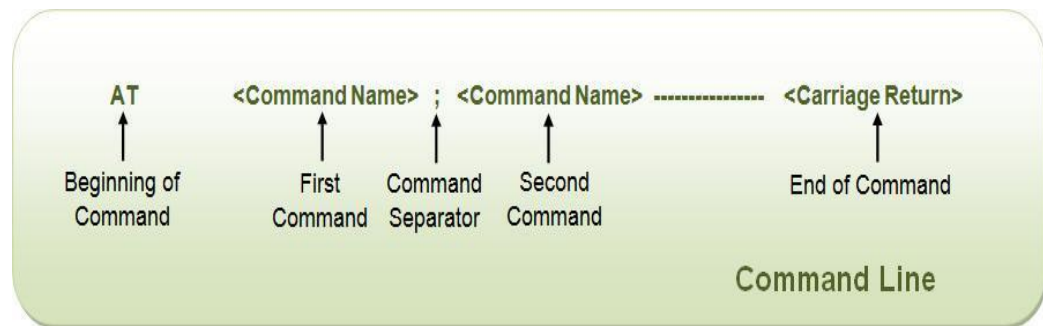 AT <Command Name> ; <Command Name> ---------------- <Carriage Return>
Beginning of Command
First Command
Command Separator
Second Command
End of Command
Command Line